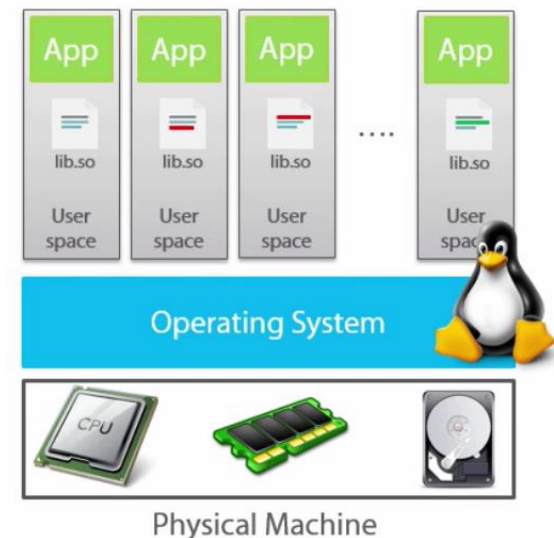 App App App App
lib.so lib.so lib.so .... lib.so
User User User User
space space space space
Operating System
CPU
Physical Machine